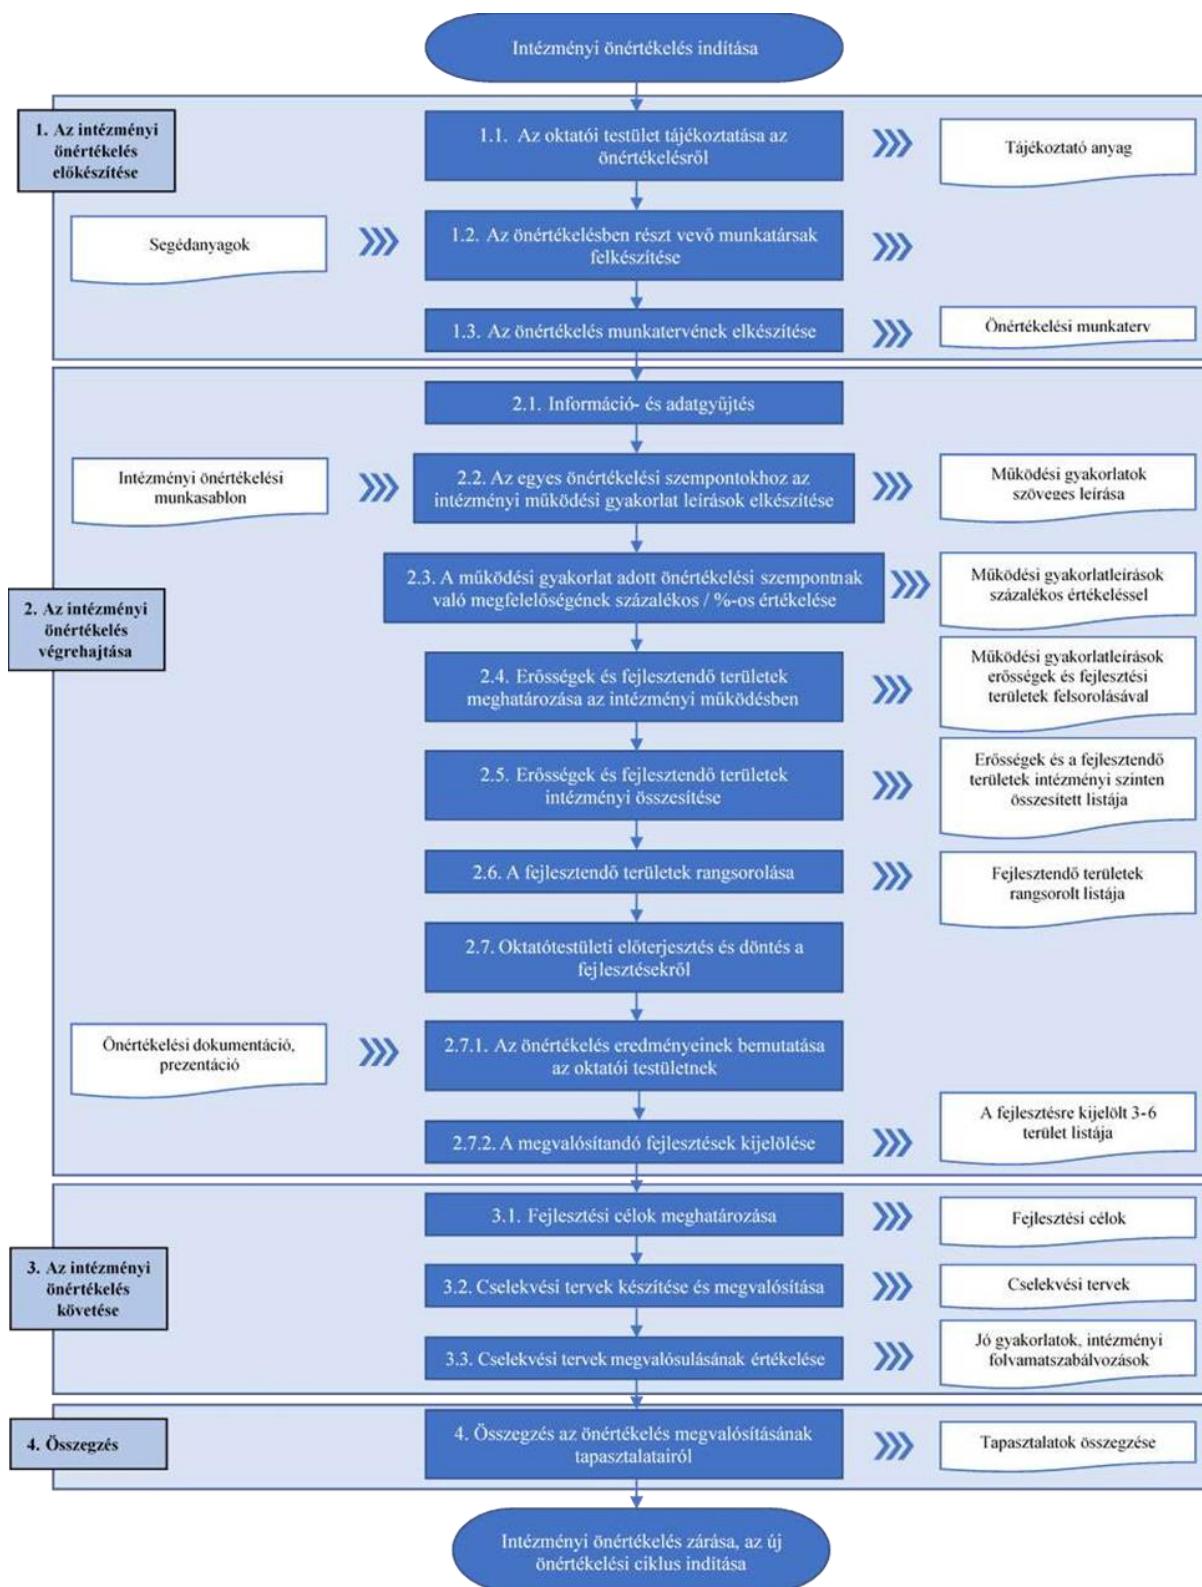 Intézményi önértékelés indítása
1. Az intézményi
önértékelés
előkészítése
1.1. Az oktatói testület tájékoztatása az
önértékelésről
Tájékoztató anyag
Segédanyagok
1.2. Az önértékelésben részt vevő munkatársak
felkészítése
1.3. Az önértékelés munkatervének elkészítése
Önértékelési munkaterv
2. Az intézményi
önértékelés
végrehajtása
2.1. Információ- és adatgyűjtés
Intézményi önértékelési
munkasablon
2.2. Az egyes önértékelési szempontokhoz az
intézményi működési gyakorlat leírások elkészítése
Működési gyakorlatok
szöveges leírása
2.3. A működési gyakorlat adott önértékelési szempontnak
való megfelelőségének százalékos / %-os értékelése
Működési gyakorlatleírások
százalékos értékeléssel
2.4. Erősségek és fejlesztendő területek
meghatározása az intézményi működésben
Működési gyakorlatleírások
erősségek és fejlesztési
területek felsorolásával
2.5. Erősségek és fejlesztendő területek
intézményi összesítése
Erősségek és a fejlesztendő
területek intézményi szinten
összesített listája
2.6. A fejlesztendő területek rangsorolása
Fejlesztendő területek
rangsorolt listája
2.7. Oktatótestületi előterjesztés és döntés a
fejlesztésekről
Önértékelési dokumentáció,
prezentáció
2.7.1. Az önértékelés eredményeinek bemutatása
az oktatói testületnek
2.7.2. A megvalósítandó fejlesztések kijelölése
A fejlesztésre kijelölt 3-6
terület listája
3. Az intézményi
önértékelés
követése
3.1. Fejlesztési célok meghatározása
Fejlesztési célok
3.2. Cselekvési tervek készítése és megvalósítása
Cselekvési tervek
3.3. Cselekvési tervek megvalósulásának értékelése
Jó gyakorlatok, intézményi
folyamatszabályozások
4. Összegzés
4. Összegzés az önértékelés megvalósításának
tapasztalatairól
Tapasztalatok összegzése
Intézményi önértékelés zárása, az új
önértékelési ciklus indítása